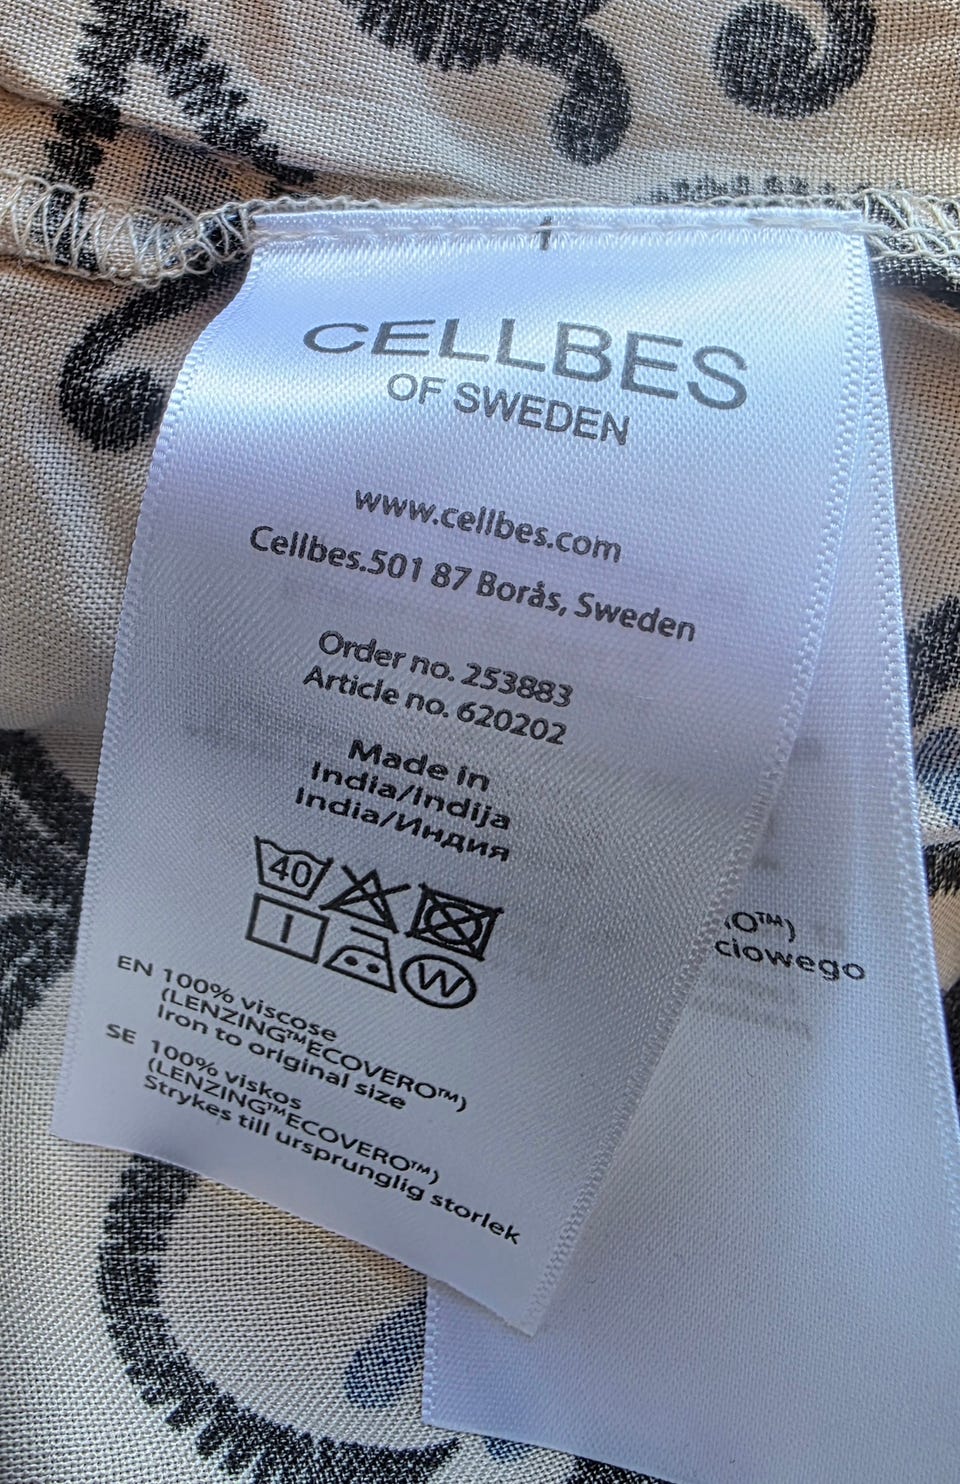 CELLBES
OF SWEDEN
www.cellbes.com
Cellbes.501 87 Borås, Sweden
Order no. 253883
Article no. 620202
Made in
India/Indija
India/Индия
40
W
EN 100% viscose
(LENZING™ECOVERO™)
Iron to original size
SE 100% viskos
(LENZING™ECOVERO™)
Strykes till ursprunglig storlek
O™)
ciowego